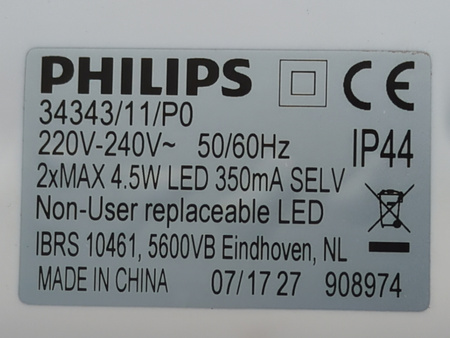 PHILIPS CE
34343/11/P0
220V-240V~ 50/60Hz IP44
2xMAX 4.5W LED 350mA SELV
Non-User replaceable LED
IBRS 10461, 5600VB Eindhoven, NL
MADE IN CHINA 07/17 27 908974